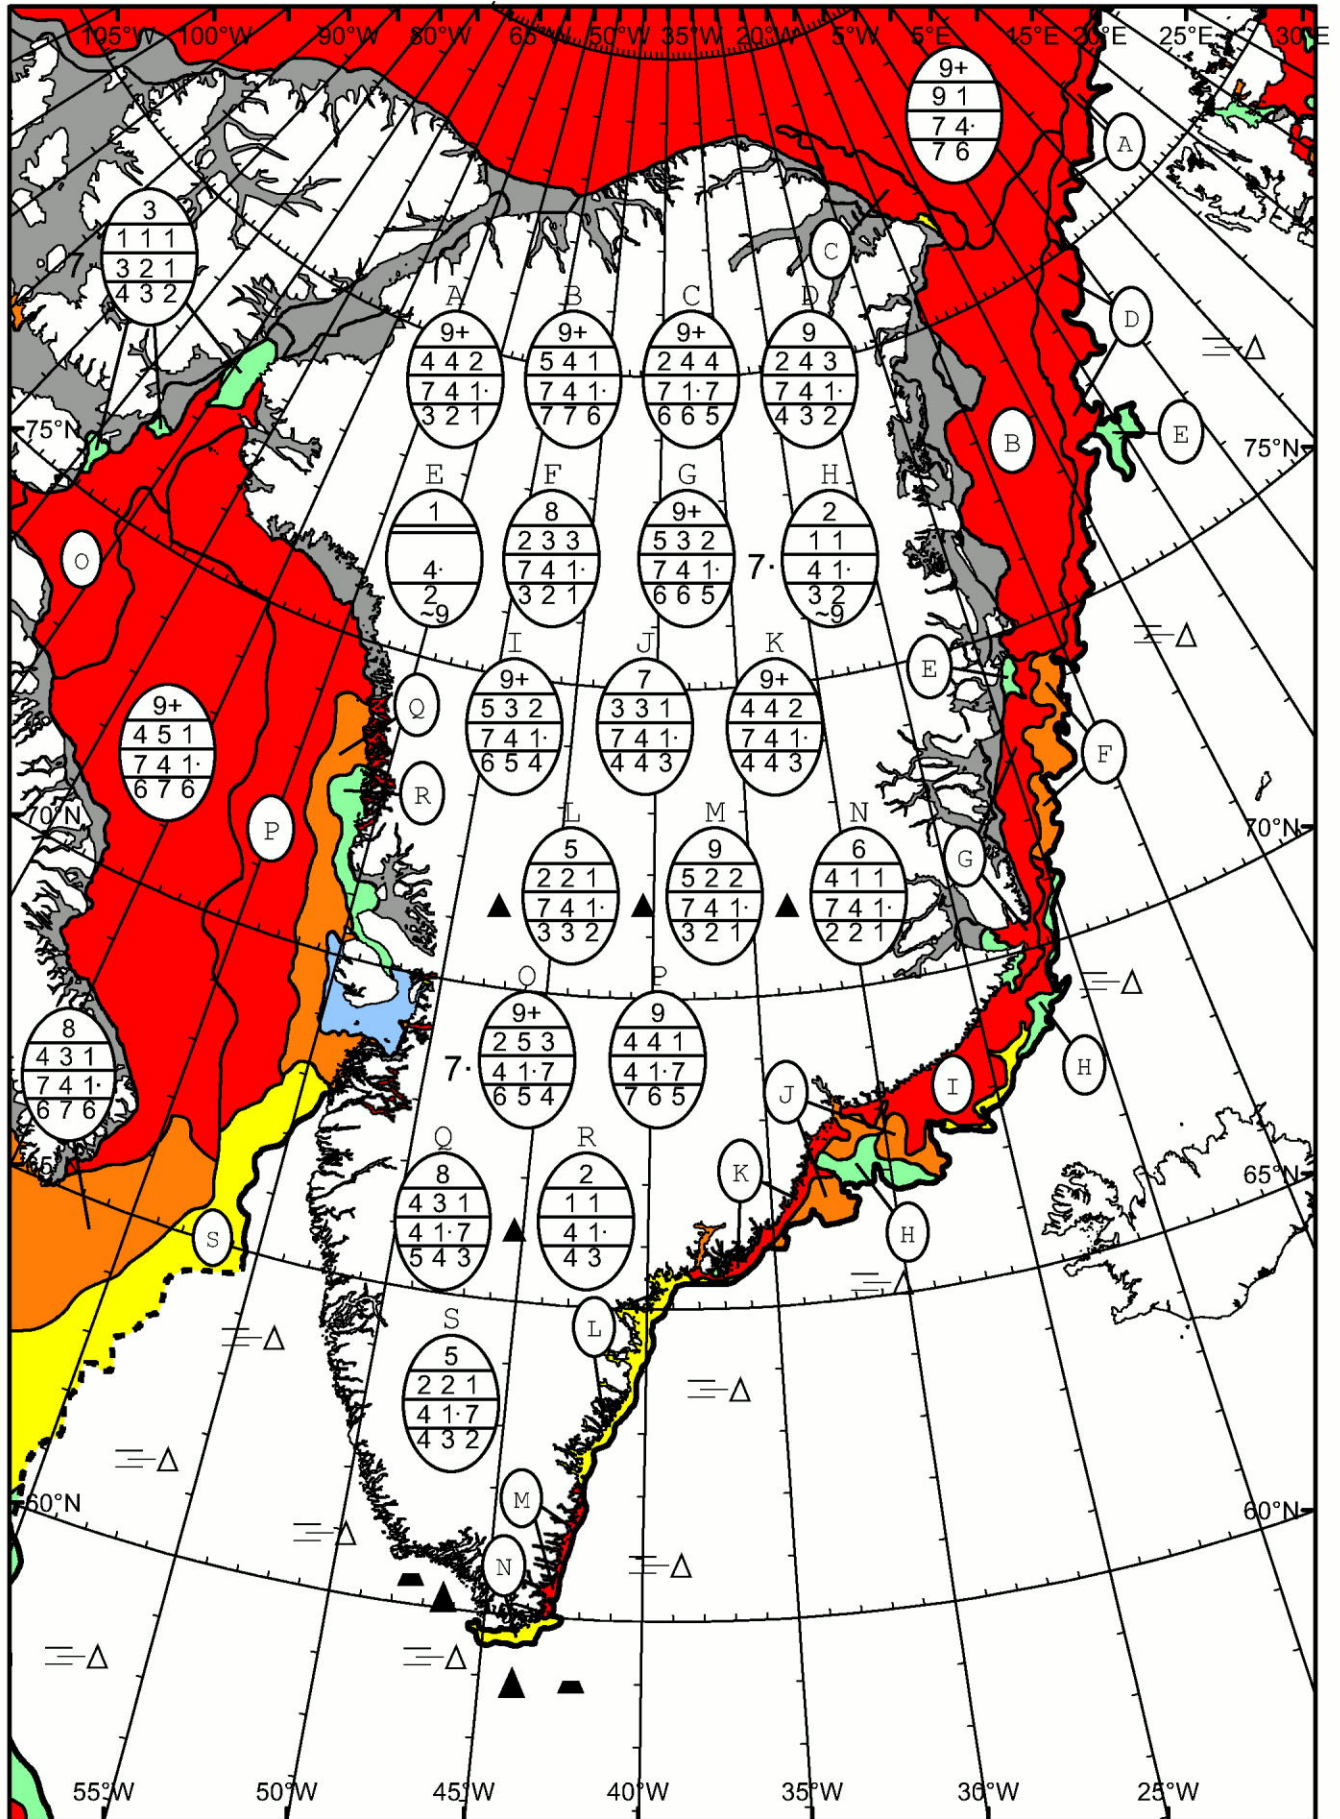 105°W 100°W 90°W 80°W 65°W 50°W 35°W 20°W 5°W 5°E 15°E 20°E 25°E 30°E
9+
9 1
7 4·
7 6
A
3
1 1 1
3 2 1
4 3 2
7
C
D
A B C D
9+ 9+ 9+ 9
4 4 2 5 4 1 2 4 4 2 4 3
7 4 1· 7 4 1· 7 1·7 7 4 1·
3 2 1 7 7 6 6 6 5 4 3 2
75°N B E 75°N
E F G H
1 8 9+ 2
2 3 3 5 3 2 1 1
4· 7 4 1· 7 4 1· 7· 4 1·
2 3 2 1 6 6 5 3 2
~9 ~9
O
E
I J K
9+ 7 9+
5 3 2 3 3 1 4 4 2
7 4 1· 7 4 1· 7 4 1·
6 5 4 4 4 3 4 4 3
9+
4 5 1
7 4 1·
6 7 6
Q
F
R
70°N P 70°N
L M N
5 9 6
2 2 1 5 2 2 4 1 1
7 4 1· 7 4 1· 7 4 1·
3 3 2 3 2 1 2 2 1
G
O P
9+ 9
2 5 3 4 4 1
7· 4 1·7 4 1·7
6 5 4 7 6 5
8
4 3 1
7 4 1·
6 7 6
H
I
J
K
Q R
8 2
4 3 1 1 1
4 1·7 4 1·
5 4 3 4 3
65°N 65°N
S H
L
S
5
2 2 1
4 1·7
4 3 2
60°N M 60°N
N
55°W 50°W 45°W 40°W 35°W 30°W 25°W